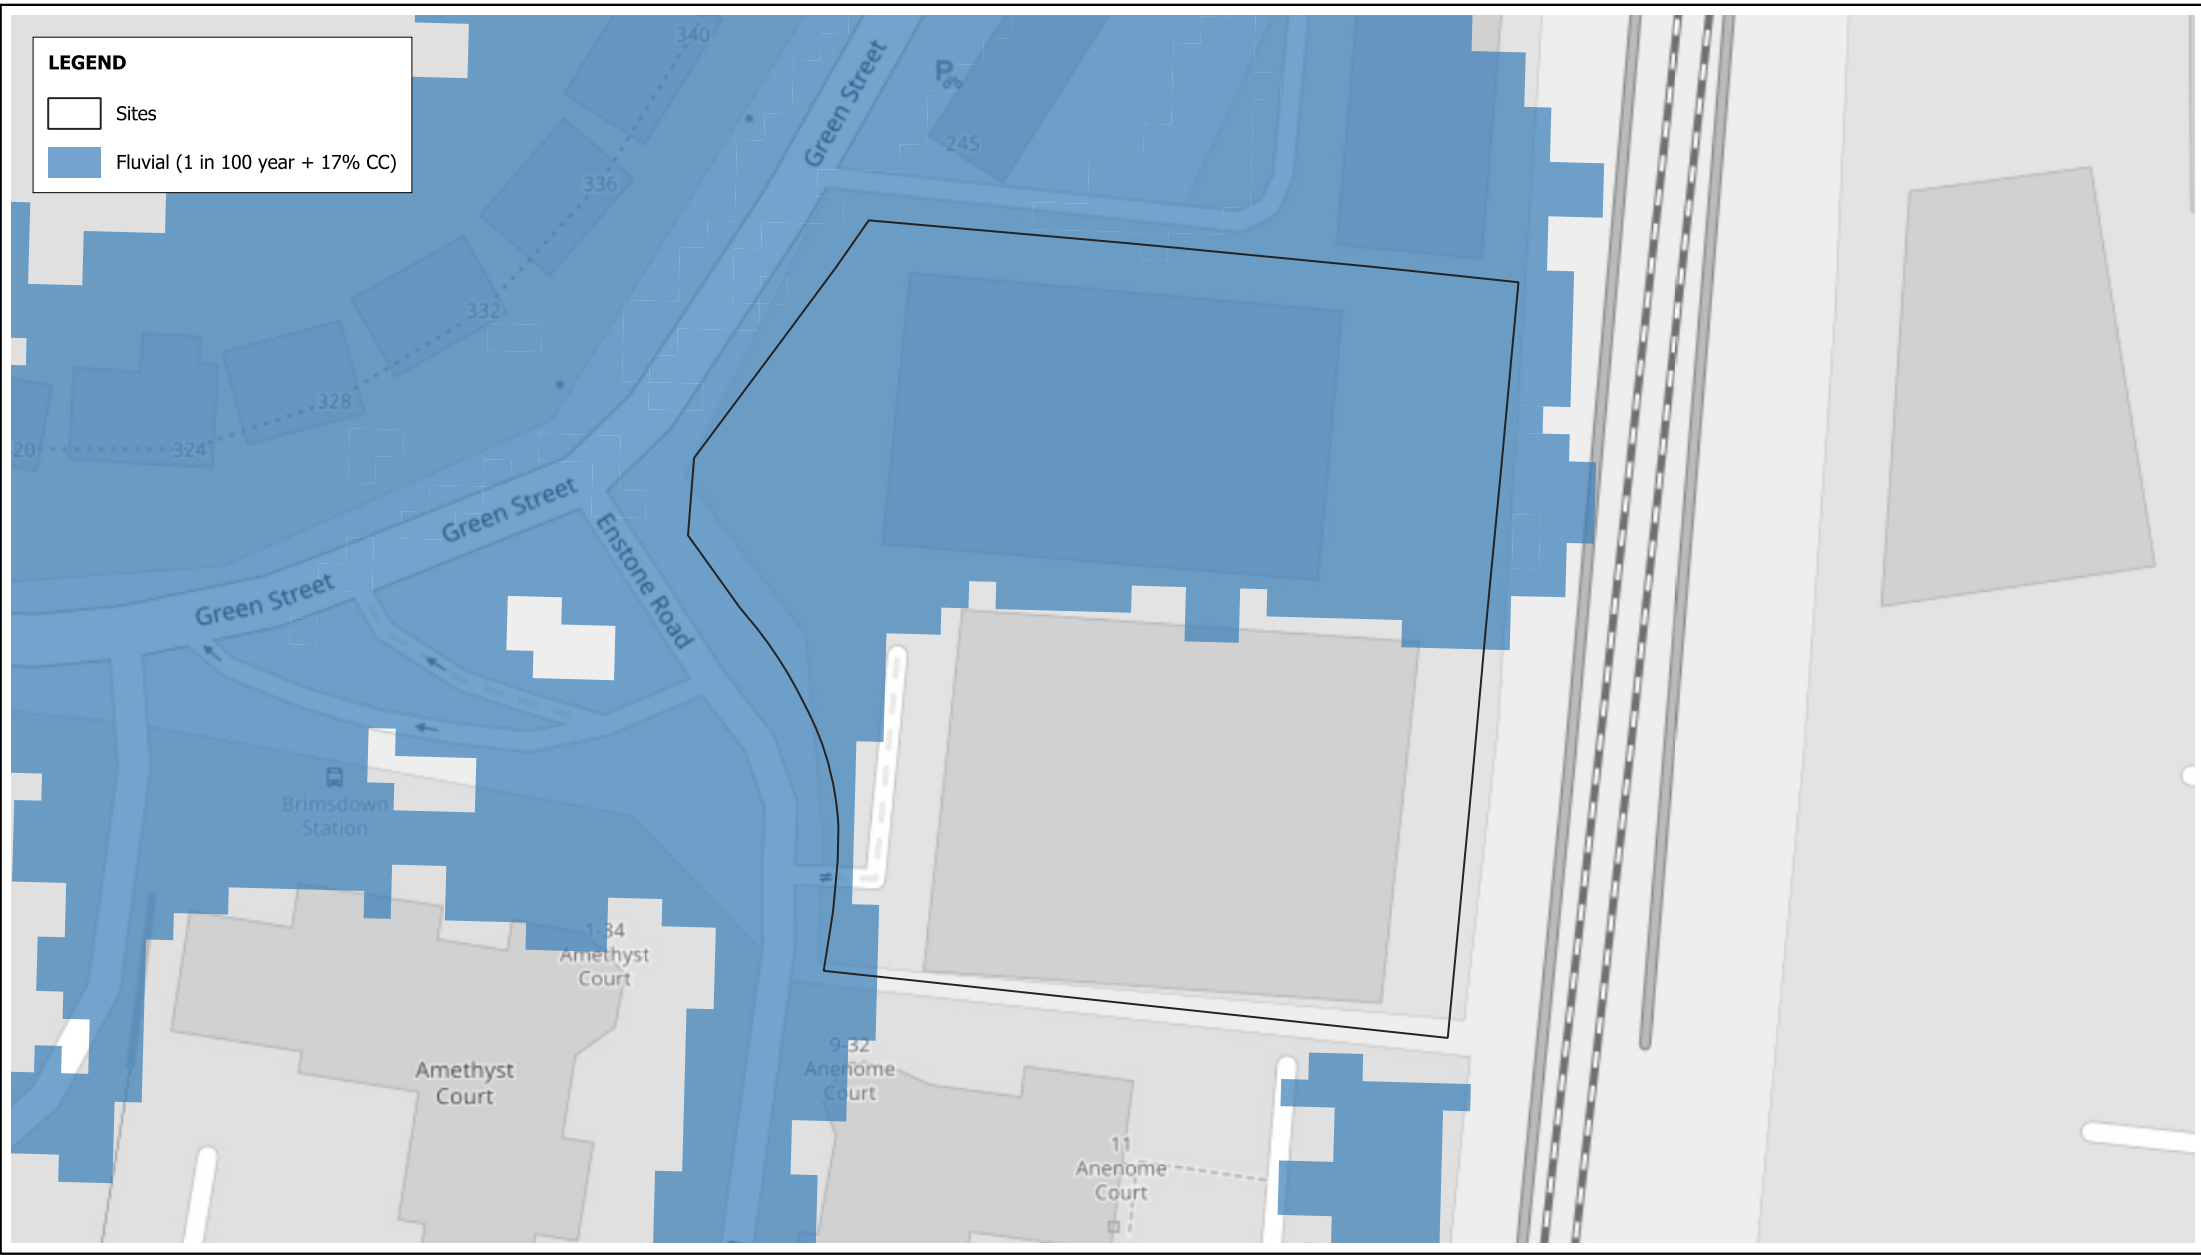 LEGEND
Sites
Fluvial (1 in 100 year + 17% CC)
340
Green Street
P
245
336
332
328
324
20
Green Street
Green Street
Enstone Road
Brimsdown
Station
1-34
Amethyst
Court
Amethyst
Court
9-32
Anenome
Court
11
Anenome
Court